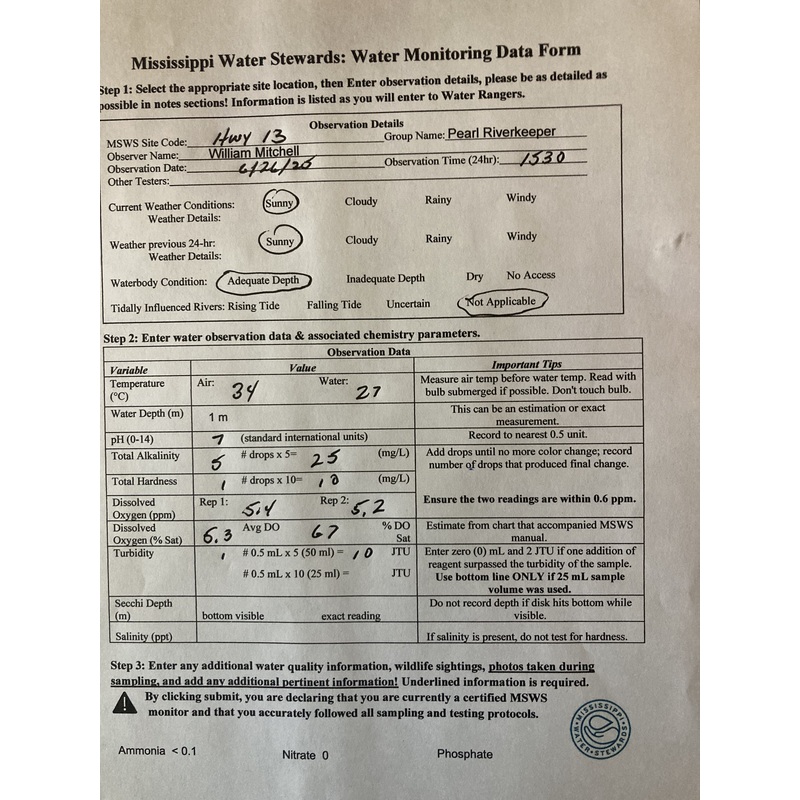 Mississippi Water Stewards: Water Monitoring Data Form
Step 1: Select the appropriate site location, then Enter observation details, please be as detailed as
possible in notes sections! Information is listed as you will enter to Water Rangers.
Observation Details
MSWS Site Code: Hwy 13 Group Name: Pearl Riverkeeper
Observer Name: William Mitchell
Observation Date: 6/26/25 Observation Time (24hr): 1530
Other Testers:
Current Weather Conditions: Sunny Cloudy Rainy Windy
Weather Details:
Weather previous 24-hr: Sunny Cloudy Rainy Windy
Weather Details:
Waterbody Condition: Adequate Depth Inadequate Depth Dry No Access
Tidally Influenced Rivers: Rising Tide Falling Tide Uncertain Not Applicable
Step 2: Enter water observation data & associated chemistry parameters.
Observation Data
Variable Value Important Tips
Temperature (°C) Air: 34 Water: 27 Measure air temp before water temp. Read with
bulb submerged if possible. Don't touch bulb.
Water Depth (m) 1 m This can be an estimation or exact
measurement.
pH (0-14) 7 (standard international units) Record to nearest 0.5 unit.
Total Alkalinity 5 # drops x 5= 25 (mg/L) Add drops until no more color change; record
number of drops that produced final change.
Total Hardness 1 # drops x 10= 10 (mg/L)
Dissolved
Oxygen (ppm) Rep 1: 5.4 Rep 2: 5,2 Ensure the two readings are within 0.6 ppm.
Dissolved
Oxygen (% Sat) 5.3 Avg DO 67 % DO
Sat Estimate from chart that accompanied MSWS
manual.
Turbidity 1 # 0.5 mL x 5 (50 ml) = 10 JTU Enter zero (0) mL and 2 JTU if one addition of
reagent surpassed the turbidity of the sample.
# 0.5 mL x 10 (25 ml) = JTU Use bottom line ONLY if 25 mL sample
volume was used.
Secchi Depth
(m) bottom visible exact reading Do not record depth if disk hits bottom while
visible.
Salinity (ppt) If salinity is present, do not test for hardness.
Step 3: Enter any additional water quality information, wildlife sightings, photos taken during
sampling, and add any additional pertinent information! Underlined information is required.
By clicking submit, you are declaring that you are currently a certified MSWS
monitor and that you accurately followed all sampling and testing protocols.
MISSISSIPPI WATER STEWARDS
Ammonia < 0.1 Nitrate 0 Phosphate